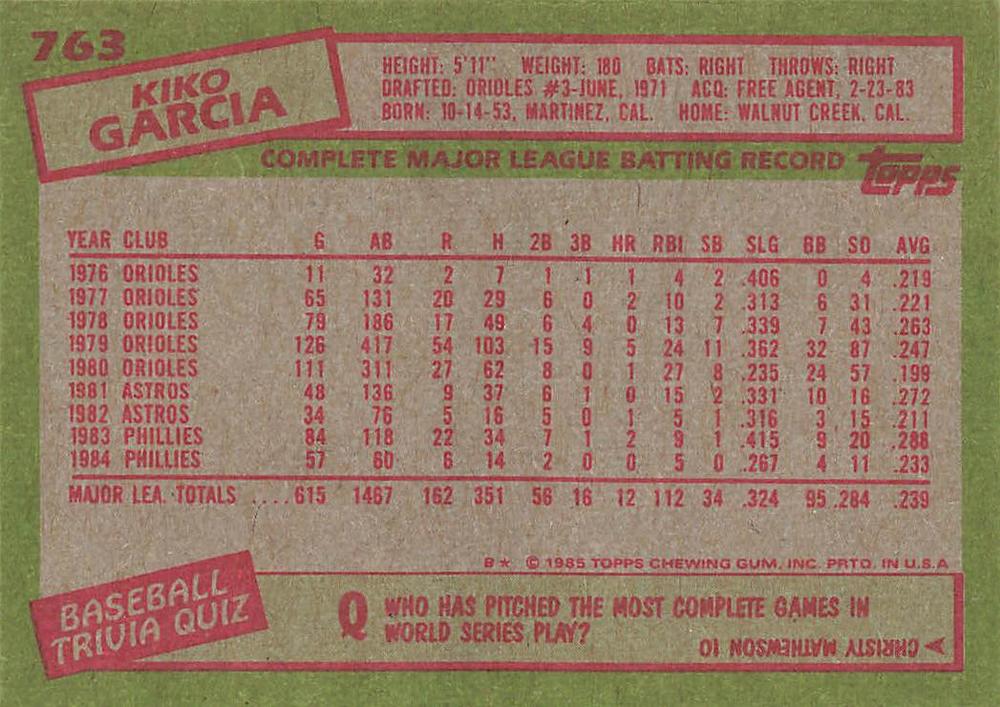 763
KIKO
GARCIA
HEIGHT: 5'11" WEIGHT: 180 BATS: RIGHT THROWS: RIGHT
DRAFTED: ORIOLES #3-JUNE, 1971 ACQ: FREE AGENT, 2-23-83
BORN: 10-14-53, MARTINEZ, CAL. HOME: WALNUT CREEK, CAL.
COMPLETE MAJOR LEAGUE BATTING RECORD topps
YEAR CLUB G AB R H 2B 3B HR RBI SB SLG BB SO AVG
1976 ORIOLES 11 32 2 7 1 1 1 4 2 .406 0 4 .219
1977 ORIOLES 65 131 20 29 6 0 2 10 2 .313 6 31 .221
1978 ORIOLES 79 186 17 49 6 4 0 13 7 .339 7 43 .263
1979 ORIOLES 126 417 54 103 15 9 5 24 11 .362 32 87 .247
1980 ORIOLES 111 311 27 62 8 0 1 27 8 .235 24 57 .199
1981 ASTROS 48 136 9 37 6 1 0 15 2 .331 10 16 .272
1982 ASTROS 34 76 5 16 5 0 1 5 1 .316 3 15 .211
1983 PHILLIES 84 118 22 34 7 1 2 9 1 .415 9 20 .288
1984 PHILLIES 57 60 6 14 2 0 0 5 0 .267 4 11 .233
MAJOR LEA. TOTALS ....615 1467 162 351 56 16 12 112 34 .324 95 .284 .239
B* © 1985 TOPPS CHEWING GUM, INC. PRTD. IN U.S.A
BASEBALL
TRIVIA QUIZ
Q WHO HAS PITCHED THE MOST COMPLETE GAMES IN
WORLD SERIES PLAY?
CHRISTY MATHEWSON 10